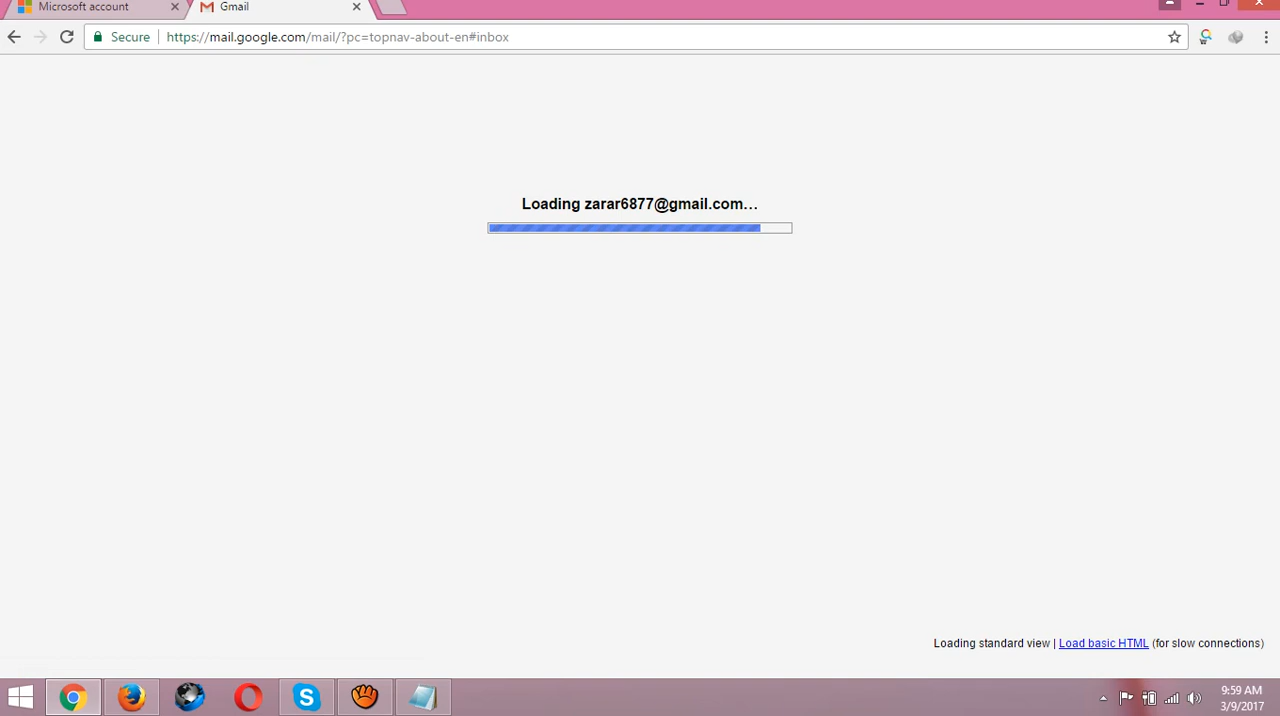 Microsoft account
Gmail
Secure
https://mail.google.com/mail/?pc=topnav-about-en#inbox
Loading zarar6877@gmail.com...
Loading standard view | Load basic HTML (for slow connections)
9:59 AM
3/9/2017